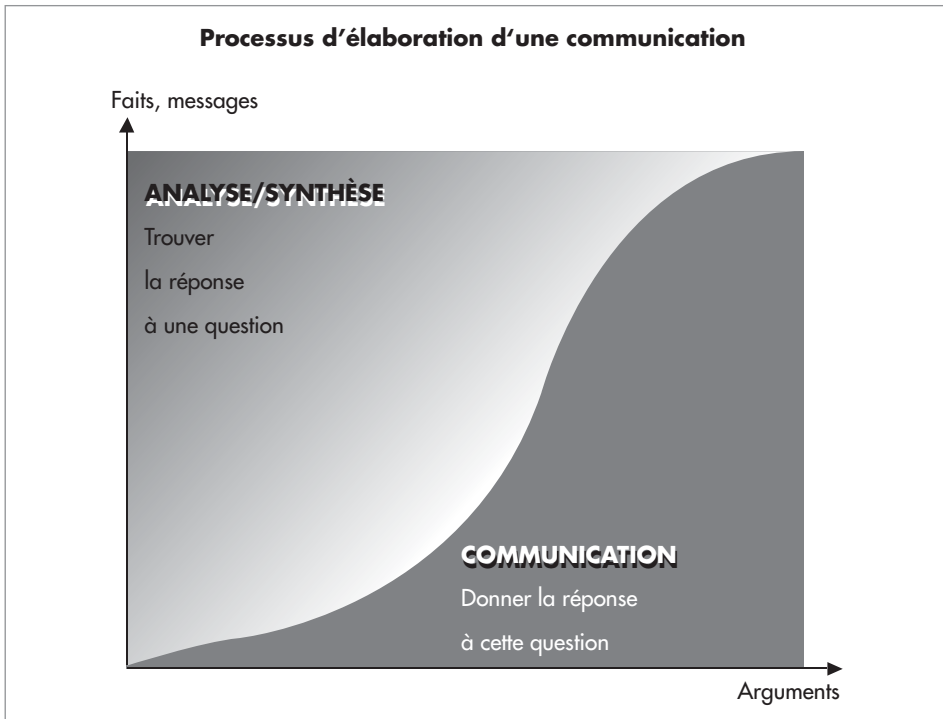 Processus d’élaboration d‘une communication
Faits, messages
ANALYSE/SYNTHÈSE
Trouver
la réponse
à une question
COMMUNICATION
Donner la réponse
à cette question
Arguments